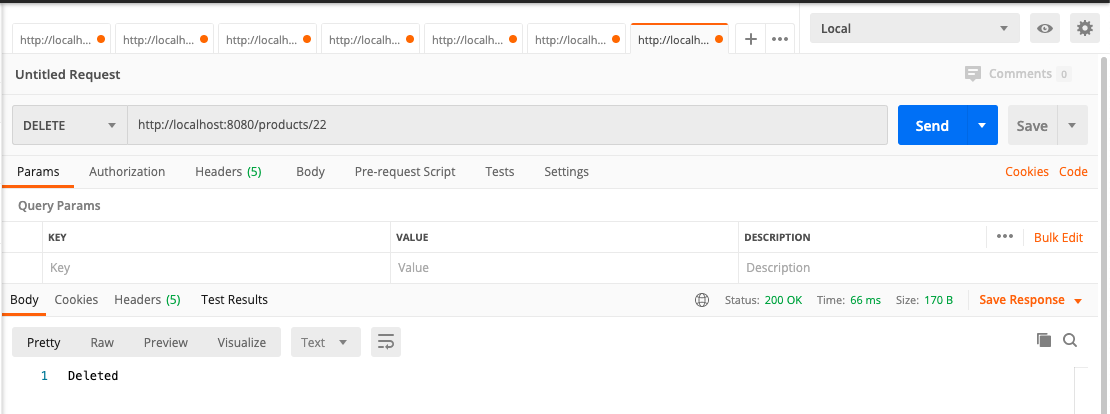 http://localh... http://localh... http://localh... http://localh... http://localh... http://localh... http://localh... + ••• Local
Untitled Request Comments 0
DELETE http://localhost:8080/products/22 Send Save
Params Authorization Headers (5) Body Pre-request Script Tests Settings Cookies Code
Query Params
KEY VALUE DESCRIPTION ••• Bulk Edit
Key Value Description
Body Cookies Headers (5) Test Results Status: 200 OK Time: 66 ms Size: 170 B Save Response
Pretty Raw Preview Visualize Text
1 Deleted